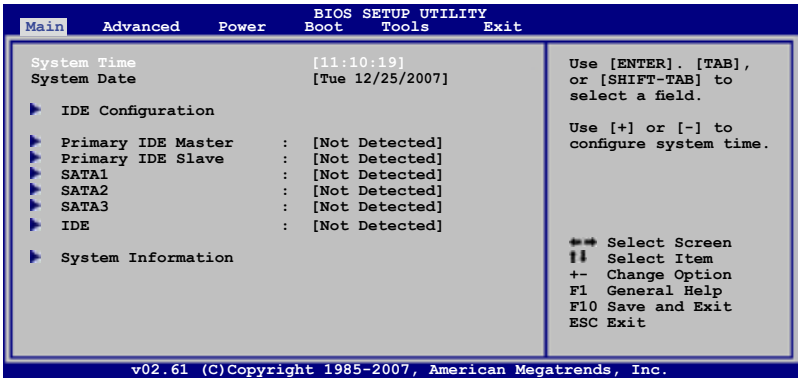 BIOS SETUP UTILITY
Main Advanced Power Boot Tools Exit
System Time [11:10:19]
System Date [Tue 12/25/2007]
IDE Configuration
Primary IDE Master : [Not Detected]
Primary IDE Slave : [Not Detected]
SATA1 : [Not Detected]
SATA2 : [Not Detected]
SATA3 : [Not Detected]
IDE : [Not Detected]
System Information
Use [ENTER]. [TAB],
or [SHIFT-TAB] to
select a field.
Use [+] or [-] to
configure system time.
Select Screen
Select Item
+- Change Option
F1 General Help
F10 Save and Exit
ESC Exit
v02.61 (C)Copyright 1985-2007, American Megatrends, Inc.